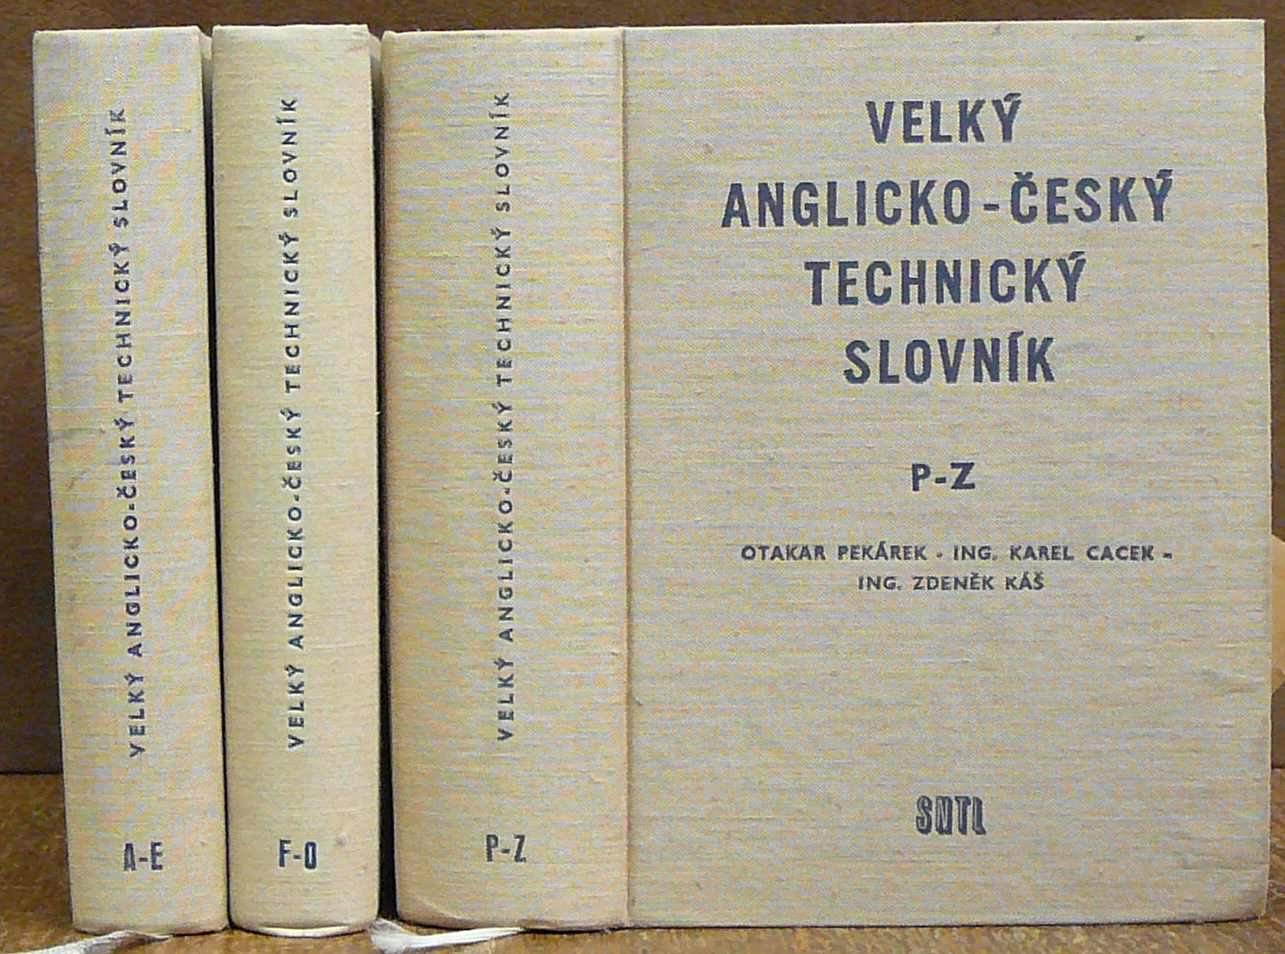 VELKÝ ANGLICKO-ČESKÝ TECHNICKÝ SLOVNÍK
A-E
VELKÝ ANGLICKO-ČESKÝ TECHNICKÝ SLOVNÍK
F-O
VELKÝ ANGLICKO-ČESKÝ TECHNICKÝ SLOVNÍK
P-Z
VELKÝ
ANGLICKO-ČESKÝ
TECHNICKÝ
SLOVNÍK
P-Z
OTAKAR PEKÁREK · ING. KAREL CACEK -
ING. ZDENĚK KÁŠ
SNTL